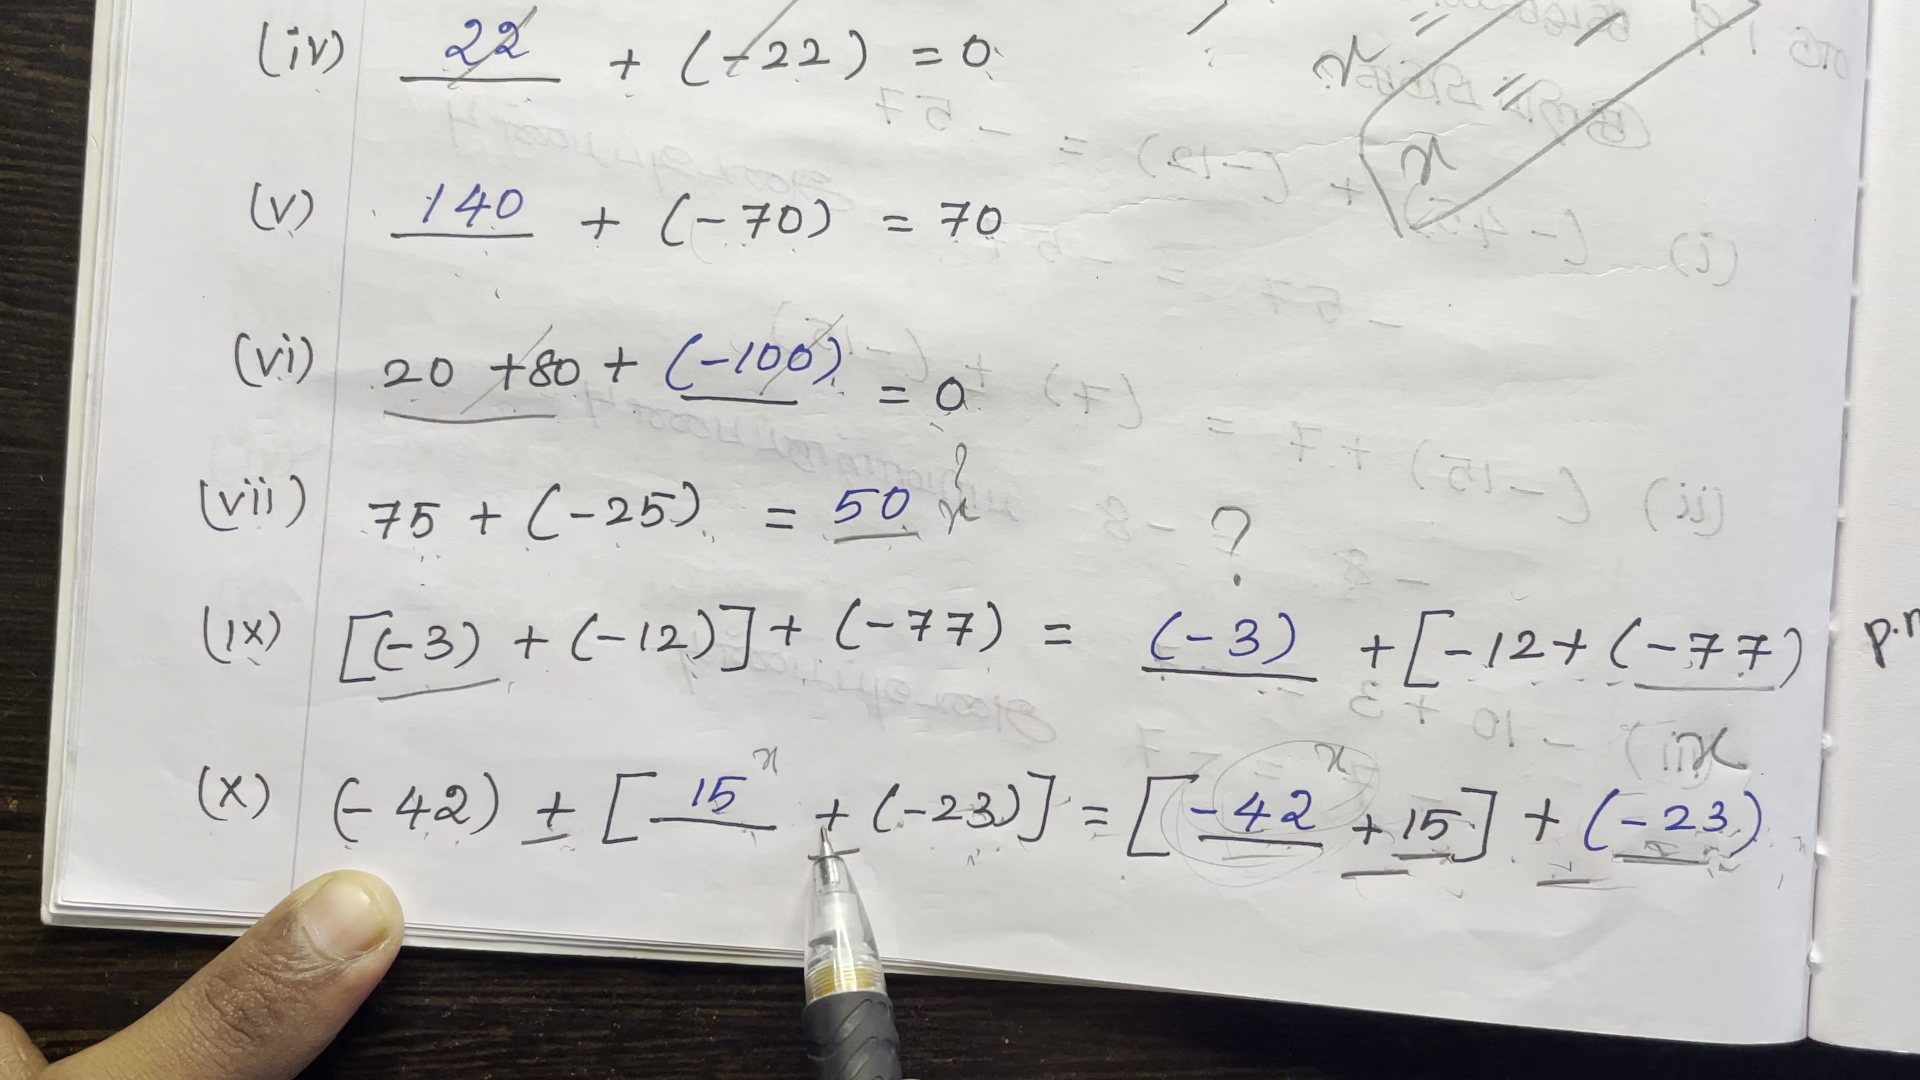 (iv) 22 + (-22) = 0
(v) 140 + (-70) = 70
(vi) 20 + 80 + (-100) = 0
(vii) 75 + (-25) = 50
?
(ix) [(-3) + (-12)] + (-77) = (-3) + [-12 + (-77)
x x
(x) (-42) + [ 15 + (-23)] = [-42 + 15] + (-23)